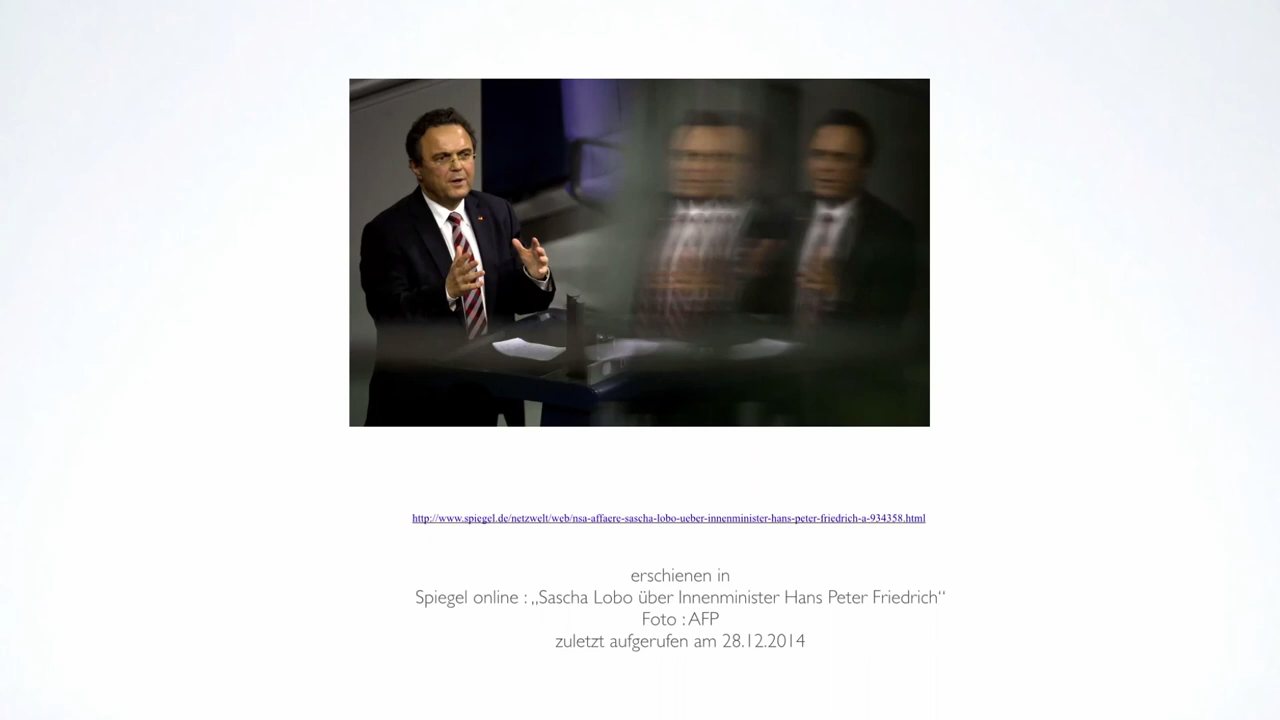 http://www.spiegel.de/netzwelt/web/nsa-affaere-sascha-lobo-ueber-innenminister-hans-peter-friedrich-a-934358.html
erschienen in
Spiegel online : „Sascha Lobo über Innenminister Hans Peter Friedrich“
Foto : AFP
zuletzt aufgerufen am 28.12.2014